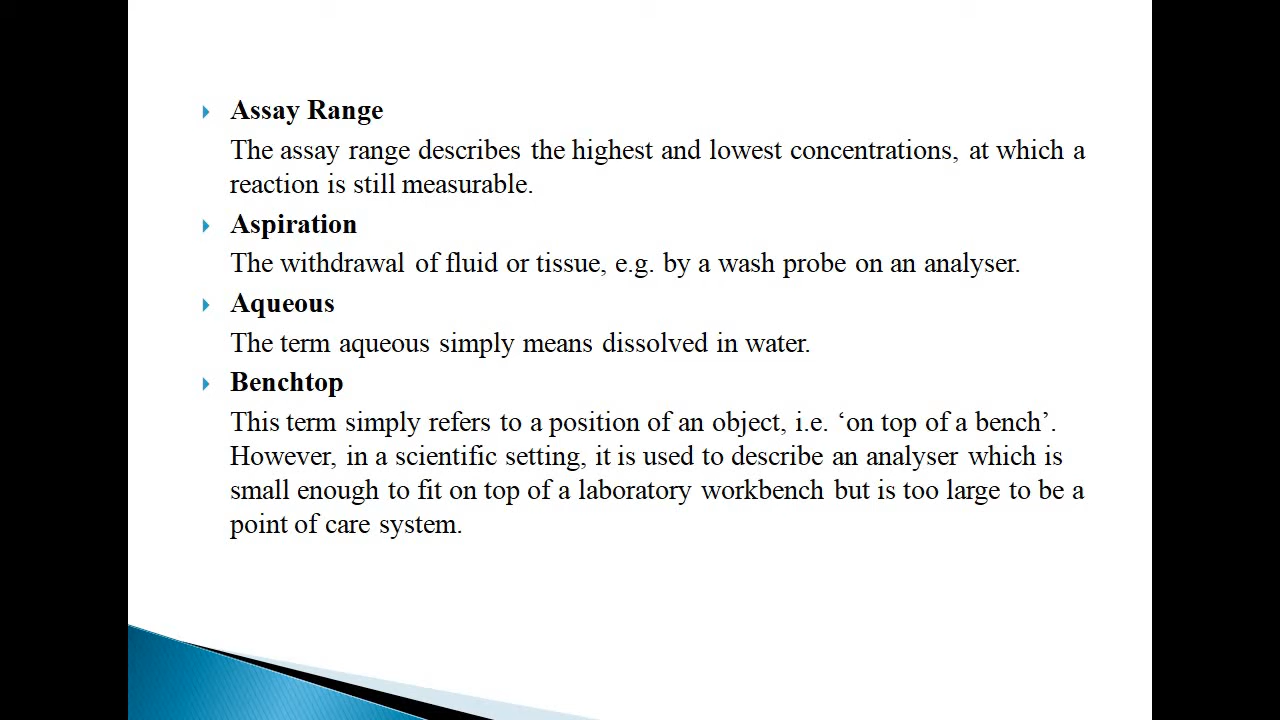 Assay Range
The assay range describes the highest and lowest concentrations, at which a
reaction is still measurable.
Aspiration
The withdrawal of fluid or tissue, e.g. by a wash probe on an analyser.
Aqueous
The term aqueous simply means dissolved in water.
Benchtop
This term simply refers to a position of an object, i.e. ‘on top of a bench’.
However, in a scientific setting, it is used to describe an analyser which is
small enough to fit on top of a laboratory workbench but is too large to be a
point of care system.